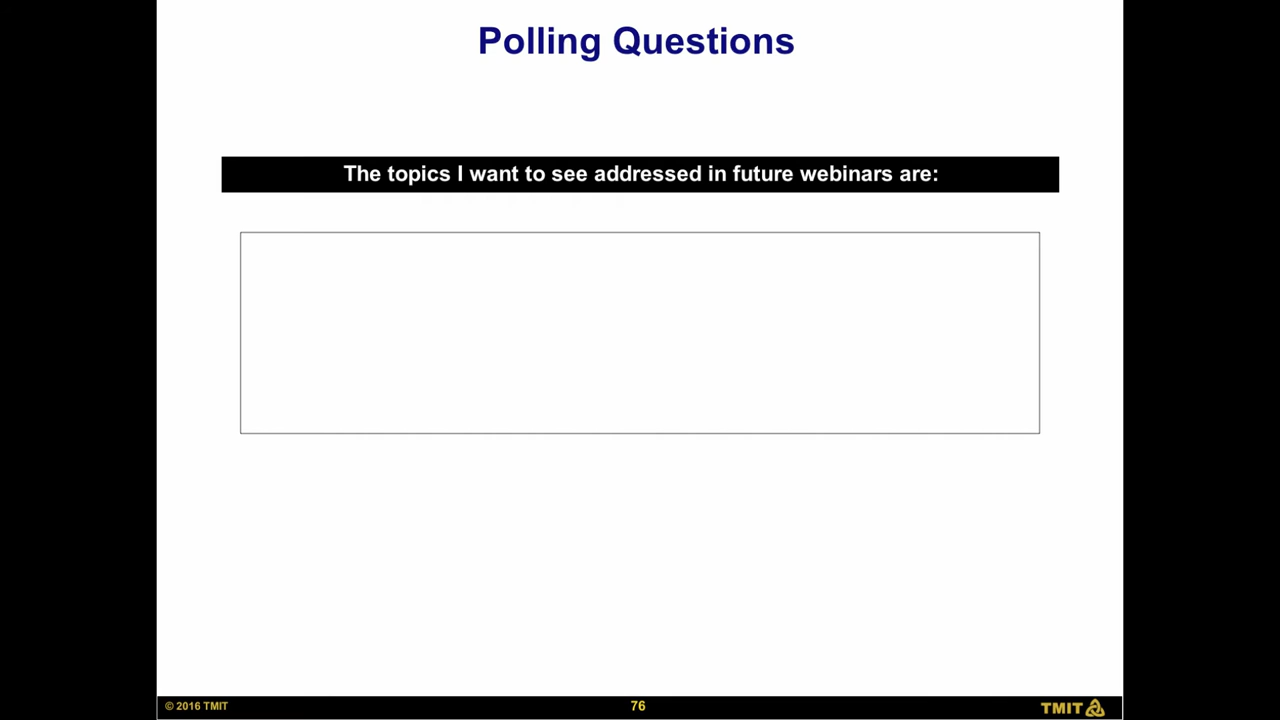 Polling Questions
The topics I want to see addressed in future webinars are:
© 2016 TMIT
76
TMIT